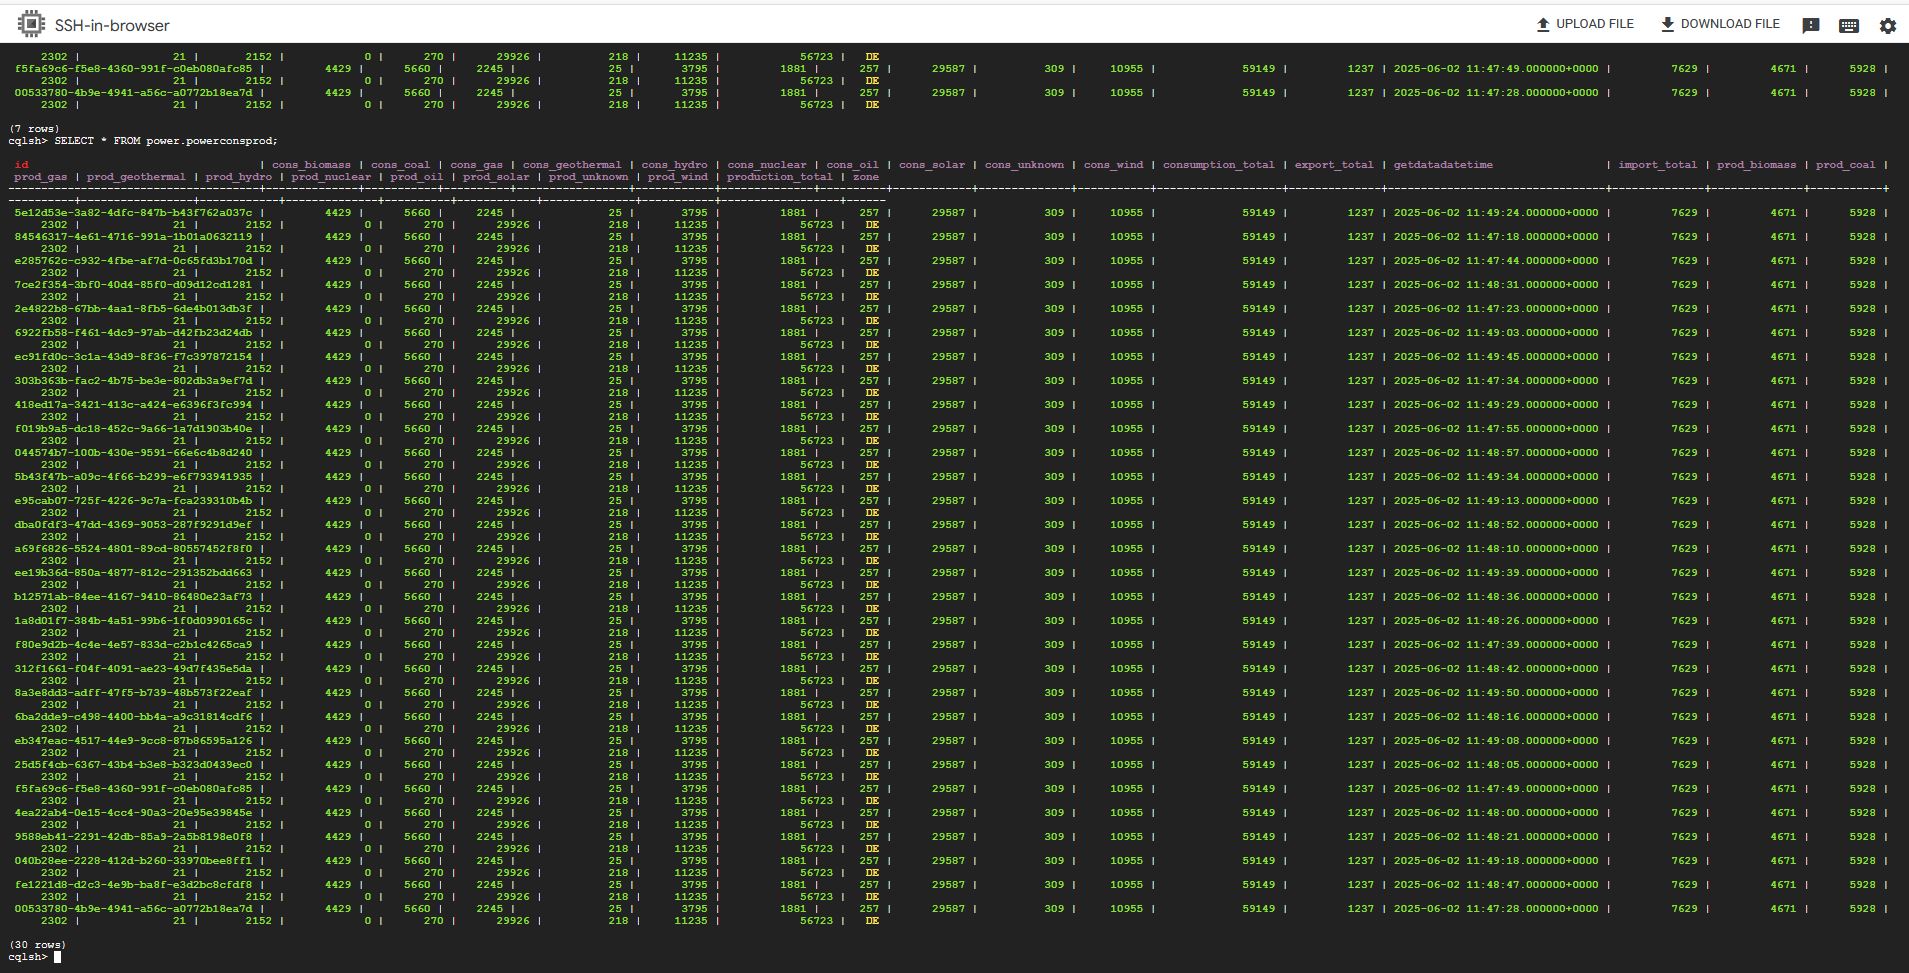 SSH-in-browser UPLOAD FILE DOWNLOAD FILE
2302 | 21 | 2152 | 0 | 270 | 29926 | 218 | 11235 | 56723 | DE
f5fa69c6-f5e8-4360-991f-c0eb080afc85 | 4429 | 5660 | 2245 | 25 | 3795 | 1881 | 257 | 29587 | 309 | 10955 | 59149 | 1237 | 2025-06-02 11:47:49.000000+0000 | 7629 | 4671 | 5928 |
2302 | 21 | 2152 | 0 | 270 | 29926 | 218 | 11235 | 56723 | DE
00533780-4b9e-4941-a56c-a0772b18ea7d | 4429 | 5660 | 2245 | 25 | 3795 | 1881 | 257 | 29587 | 309 | 10955 | 59149 | 1237 | 2025-06-02 11:47:28.000000+0000 | 7629 | 4671 | 5928 |
2302 | 21 | 2152 | 0 | 270 | 29926 | 218 | 11235 | 56723 | DE
(7 rows)
cqlsh> SELECT * FROM power.powerconsprod;
id | cons_biomass | cons_coal | cons_gas | cons_geothermal | cons_hydro | cons_nuclear | cons_oil | cons_solar | cons_unknown | cons_wind | consumption_total | export_total | getdatadatetime | import_total | prod_biomass | prod_coal |
prod_gas | prod_geothermal | prod_hydro | prod_nuclear | prod_oil | prod_solar | prod_unknown | prod_wind | production_total | zone
5e12d53e-3a82-4dfc-847b-b43f762a037c | 4429 | 5660 | 2245 | 25 | 3795 | 1881 | 257 | 29587 | 309 | 10955 | 59149 | 1237 | 2025-06-02 11:49:24.000000+0000 | 7629 | 4671 | 5928 |
2302 | 21 | 2152 | 0 | 270 | 29926 | 218 | 11235 | 56723 | DE
84546317-4e61-4716-991a-1b01a0632119 | 4429 | 5660 | 2245 | 25 | 3795 | 1881 | 257 | 29587 | 309 | 10955 | 59149 | 1237 | 2025-06-02 11:47:18.000000+0000 | 7629 | 4671 | 5928 |
2302 | 21 | 2152 | 0 | 270 | 29926 | 218 | 11235 | 56723 | DE
e285762c-c932-4fbe-af7d-0c65fd3b170d | 4429 | 5660 | 2245 | 25 | 3795 | 1881 | 257 | 29587 | 309 | 10955 | 59149 | 1237 | 2025-06-02 11:47:44.000000+0000 | 7629 | 4671 | 5928 |
2302 | 21 | 2152 | 0 | 270 | 29926 | 218 | 11235 | 56723 | DE
7ce2f354-3bf0-40d4-85f0-d09d12cd1281 | 4429 | 5660 | 2245 | 25 | 3795 | 1881 | 257 | 29587 | 309 | 10955 | 59149 | 1237 | 2025-06-02 11:48:31.000000+0000 | 7629 | 4671 | 5928 |
2302 | 21 | 2152 | 0 | 270 | 29926 | 218 | 11235 | 56723 | DE
2e4822b8-67bb-4aa1-8fb5-6de4b013db3f | 4429 | 5660 | 2245 | 25 | 3795 | 1881 | 257 | 29587 | 309 | 10955 | 59149 | 1237 | 2025-06-02 11:47:23.000000+0000 | 7629 | 4671 | 5928 |
2302 | 21 | 2152 | 0 | 270 | 29926 | 218 | 11235 | 56723 | DE
6922fb58-f461-4dc9-97ab-d42fb23d24db | 4429 | 5660 | 2245 | 25 | 3795 | 1881 | 257 | 29587 | 309 | 10955 | 59149 | 1237 | 2025-06-02 11:49:03.000000+0000 | 7629 | 4671 | 5928 |
2302 | 21 | 2152 | 0 | 270 | 29926 | 218 | 11235 | 56723 | DE
ec91fd0c-3c1a-43d9-8f36-f7c397872154 | 4429 | 5660 | 2245 | 25 | 3795 | 1881 | 257 | 29587 | 309 | 10955 | 59149 | 1237 | 2025-06-02 11:49:45.000000+0000 | 7629 | 4671 | 5928 |
2302 | 21 | 2152 | 0 | 270 | 29926 | 218 | 11235 | 56723 | DE
303b363b-fac2-4b75-be3e-802db3a9ef7d | 4429 | 5660 | 2245 | 25 | 3795 | 1881 | 257 | 29587 | 309 | 10955 | 59149 | 1237 | 2025-06-02 11:47:34.000000+0000 | 7629 | 4671 | 5928 |
2302 | 21 | 2152 | 0 | 270 | 29926 | 218 | 11235 | 56723 | DE
418ed17a-3421-413c-a424-e6396f3fc994 | 4429 | 5660 | 2245 | 25 | 3795 | 1881 | 257 | 29587 | 309 | 10955 | 59149 | 1237 | 2025-06-02 11:49:29.000000+0000 | 7629 | 4671 | 5928 |
2302 | 21 | 2152 | 0 | 270 | 29926 | 218 | 11235 | 56723 | DE
f019b9a5-dc18-452c-9a66-1a7d1903b40e | 4429 | 5660 | 2245 | 25 | 3795 | 1881 | 257 | 29587 | 309 | 10955 | 59149 | 1237 | 2025-06-02 11:47:55.000000+0000 | 7629 | 4671 | 5928 |
2302 | 21 | 2152 | 0 | 270 | 29926 | 218 | 11235 | 56723 | DE
044574b7-100b-430e-9591-66e6c4b8d240 | 4429 | 5660 | 2245 | 25 | 3795 | 1881 | 257 | 29587 | 309 | 10955 | 59149 | 1237 | 2025-06-02 11:48:57.000000+0000 | 7629 | 4671 | 5928 |
2302 | 21 | 2152 | 0 | 270 | 29926 | 218 | 11235 | 56723 | DE
5b43f47b-a09c-4f66-b299-e6f793941935 | 4429 | 5660 | 2245 | 25 | 3795 | 1881 | 257 | 29587 | 309 | 10955 | 59149 | 1237 | 2025-06-02 11:49:34.000000+0000 | 7629 | 4671 | 5928 |
2302 | 21 | 2152 | 0 | 270 | 29926 | 218 | 11235 | 56723 | DE
e95cab07-725f-4226-9c7a-fca239310b4b | 4429 | 5660 | 2245 | 25 | 3795 | 1881 | 257 | 29587 | 309 | 10955 | 59149 | 1237 | 2025-06-02 11:49:13.000000+0000 | 7629 | 4671 | 5928 |
2302 | 21 | 2152 | 0 | 270 | 29926 | 218 | 11235 | 56723 | DE
dba0fdf3-47dd-4369-9053-287f9291d9ef | 4429 | 5660 | 2245 | 25 | 3795 | 1881 | 257 | 29587 | 309 | 10955 | 59149 | 1237 | 2025-06-02 11:48:52.000000+0000 | 7629 | 4671 | 5928 |
2302 | 21 | 2152 | 0 | 270 | 29926 | 218 | 11235 | 56723 | DE
a69f6826-5524-4801-89cd-80557452f8f0 | 4429 | 5660 | 2245 | 25 | 3795 | 1881 | 257 | 29587 | 309 | 10955 | 59149 | 1237 | 2025-06-02 11:48:10.000000+0000 | 7629 | 4671 | 5928 |
2302 | 21 | 2152 | 0 | 270 | 29926 | 218 | 11235 | 56723 | DE
ee19b36d-850a-4877-812c-291352bdd663 | 4429 | 5660 | 2245 | 25 | 3795 | 1881 | 257 | 29587 | 309 | 10955 | 59149 | 1237 | 2025-06-02 11:49:39.000000+0000 | 7629 | 4671 | 5928 |
2302 | 21 | 2152 | 0 | 270 | 29926 | 218 | 11235 | 56723 | DE
b12571ab-84ee-4167-9410-86480e23af73 | 4429 | 5660 | 2245 | 25 | 3795 | 1881 | 257 | 29587 | 309 | 10955 | 59149 | 1237 | 2025-06-02 11:48:36.000000+0000 | 7629 | 4671 | 5928 |
2302 | 21 | 2152 | 0 | 270 | 29926 | 218 | 11235 | 56723 | DE
1a8d01f7-384b-4a51-99b6-1f0d0990165c | 4429 | 5660 | 2245 | 25 | 3795 | 1881 | 257 | 29587 | 309 | 10955 | 59149 | 1237 | 2025-06-02 11:48:26.000000+0000 | 7629 | 4671 | 5928 |
2302 | 21 | 2152 | 0 | 270 | 29926 | 218 | 11235 | 56723 | DE
f80e9d2b-4c4e-4e57-833d-c2b1c4265ca9 | 4429 | 5660 | 2245 | 25 | 3795 | 1881 | 257 | 29587 | 309 | 10955 | 59149 | 1237 | 2025-06-02 11:47:39.000000+0000 | 7629 | 4671 | 5928 |
2302 | 21 | 2152 | 0 | 270 | 29926 | 218 | 11235 | 56723 | DE
312f1661-f04f-4091-ae23-49d7f435e5da | 4429 | 5660 | 2245 | 25 | 3795 | 1881 | 257 | 29587 | 309 | 10955 | 59149 | 1237 | 2025-06-02 11:48:42.000000+0000 | 7629 | 4671 | 5928 |
2302 | 21 | 2152 | 0 | 270 | 29926 | 218 | 11235 | 56723 | DE
8a3e8dd3-adff-47f5-b739-48b573f22eaf | 4429 | 5660 | 2245 | 25 | 3795 | 1881 | 257 | 29587 | 309 | 10955 | 59149 | 1237 | 2025-06-02 11:49:50.000000+0000 | 7629 | 4671 | 5928 |
2302 | 21 | 2152 | 0 | 270 | 29926 | 218 | 11235 | 56723 | DE
6ba2dde9-c498-4400-bb4a-a9c31814cdf6 | 4429 | 5660 | 2245 | 25 | 3795 | 1881 | 257 | 29587 | 309 | 10955 | 59149 | 1237 | 2025-06-02 11:48:16.000000+0000 | 7629 | 4671 | 5928 |
2302 | 21 | 2152 | 0 | 270 | 29926 | 218 | 11235 | 56723 | DE
eb347eac-4517-44e9-9cc8-87b86595a126 | 4429 | 5660 | 2245 | 25 | 3795 | 1881 | 257 | 29587 | 309 | 10955 | 59149 | 1237 | 2025-06-02 11:49:08.000000+0000 | 7629 | 4671 | 5928 |
2302 | 21 | 2152 | 0 | 270 | 29926 | 218 | 11235 | 56723 | DE
25d5f4cb-6367-43b4-b3e8-b323d0439ec0 | 4429 | 5660 | 2245 | 25 | 3795 | 1881 | 257 | 29587 | 309 | 10955 | 59149 | 1237 | 2025-06-02 11:48:05.000000+0000 | 7629 | 4671 | 5928 |
2302 | 21 | 2152 | 0 | 270 | 29926 | 218 | 11235 | 56723 | DE
f5fa69c6-f5e8-4360-991f-c0eb080afc85 | 4429 | 5660 | 2245 | 25 | 3795 | 1881 | 257 | 29587 | 309 | 10955 | 59149 | 1237 | 2025-06-02 11:47:49.000000+0000 | 7629 | 4671 | 5928 |
2302 | 21 | 2152 | 0 | 270 | 29926 | 218 | 11235 | 56723 | DE
4ea22ab4-0e15-4cc4-90a3-20e95e39845e | 4429 | 5660 | 2245 | 25 | 3795 | 1881 | 257 | 29587 | 309 | 10955 | 59149 | 1237 | 2025-06-02 11:48:00.000000+0000 | 7629 | 4671 | 5928 |
2302 | 21 | 2152 | 0 | 270 | 29926 | 218 | 11235 | 56723 | DE
9588eb41-2291-42db-85a9-2a5b8198e0f8 | 4429 | 5660 | 2245 | 25 | 3795 | 1881 | 257 | 29587 | 309 | 10955 | 59149 | 1237 | 2025-06-02 11:48:21.000000+0000 | 7629 | 4671 | 5928 |
2302 | 21 | 2152 | 0 | 270 | 29926 | 218 | 11235 | 56723 | DE
040b28ee-2228-412d-b260-33970bee8ff1 | 4429 | 5660 | 2245 | 25 | 3795 | 1881 | 257 | 29587 | 309 | 10955 | 59149 | 1237 | 2025-06-02 11:49:18.000000+0000 | 7629 | 4671 | 5928 |
2302 | 21 | 2152 | 0 | 270 | 29926 | 218 | 11235 | 56723 | DE
fe1221d8-d2c3-4e9b-ba8f-e3d2bc8cfdf8 | 4429 | 5660 | 2245 | 25 | 3795 | 1881 | 257 | 29587 | 309 | 10955 | 59149 | 1237 | 2025-06-02 11:48:47.000000+0000 | 7629 | 4671 | 5928 |
2302 | 21 | 2152 | 0 | 270 | 29926 | 218 | 11235 | 56723 | DE
00533780-4b9e-4941-a56c-a0772b18ea7d | 4429 | 5660 | 2245 | 25 | 3795 | 1881 | 257 | 29587 | 309 | 10955 | 59149 | 1237 | 2025-06-02 11:47:28.000000+0000 | 7629 | 4671 | 5928 |
2302 | 21 | 2152 | 0 | 270 | 29926 | 218 | 11235 | 56723 | DE
(30 rows)
cqlsh>